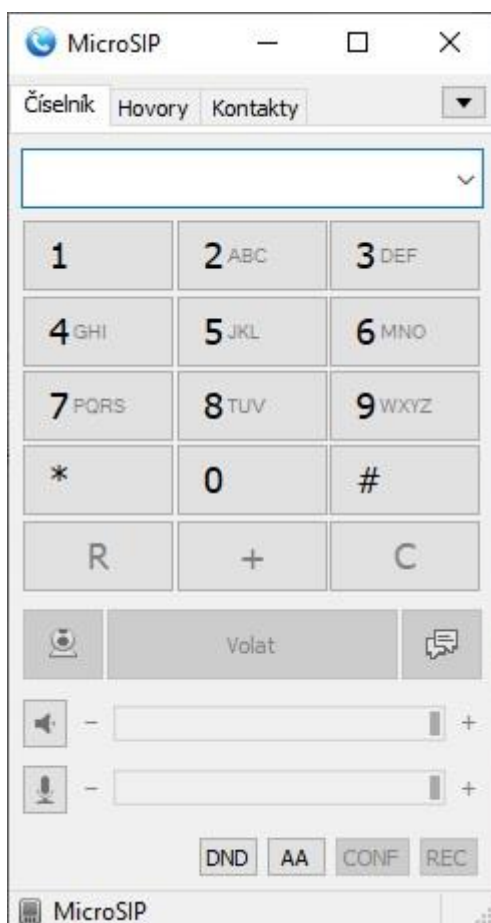 MicroSIP
Číselník Hovory Kontakty
1 2 ABC 3 DEF
4 GHI 5 JKL 6 MNO
7 PQRS 8 TUV 9 WXYZ
* 0 #
R + C
Volat
- +
- +
DND AA CONF REC
MicroSIP